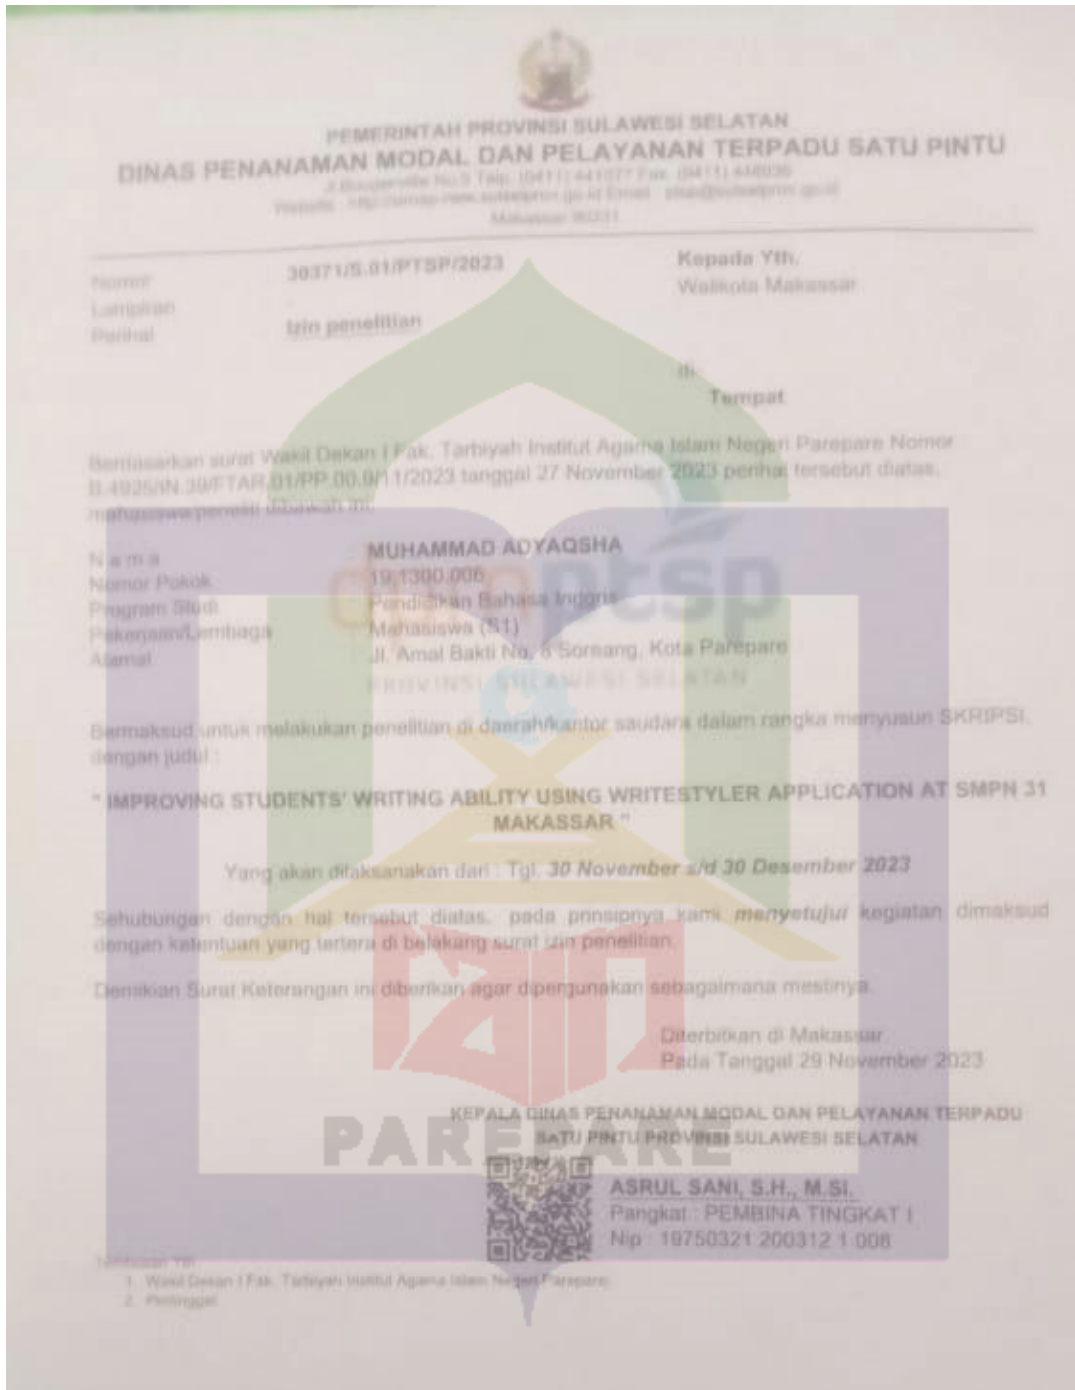 PEMERINTAH PROVINSI SULAWESI SELATAN
DINAS PENANAMAN MODAL DAN PELAYANAN TERPADU SATU PINTU
Makassar 90231
Nomor : 30371/S.01/PTSP/2023 Kepada Yth.
Lampiran : - Walikota Makassar
Perihal : Izin penelitian
di-
Tempat
Berdasarkan surat Wakil Dekan I Fak. Tarbiyah Institut Agama Islam Negeri Parepare Nomor
B.4925/IN.39/FTAR.01/PP.00.9/11/2023 tanggal 27 November 2023 perihal tersebut diatas,
mahasiswa/peneliti dibawah ini:
N a m a : MUHAMMAD ADYAQSHA
Nomor Pokok : 19.1300.006
Program Studi : Pendidikan Bahasa Inggris
Pekerjaan/Lembaga : Mahasiswa (S1)
Alamat : Jl. Amal Bakti No. 8 Soreang, Kota Parepare
dpmptsp
PROVINSI SULAWESI SELATAN
Bermaksud untuk melakukan penelitian di daerah/kantor saudara dalam rangka menyusun SKRIPSI,
dengan judul :
" IMPROVING STUDENTS' WRITING ABILITY USING WRITESTYLER APPLICATION AT SMPN 31
MAKASSAR "
Yang akan dilaksanakan dari : Tgl. 30 November s/d 30 Desember 2023
Sehubungan dengan hal tersebut diatas, pada prinsipnya kami menyetujui kegiatan dimaksud
dengan ketentuan yang tertera di belakang surat izin penelitian.
Demikian Surat Keterangan ini diberikan agar dipergunakan sebagaimana mestinya.
Diterbitkan di Makassar
Pada Tanggal 29 November 2023
KEPALA DINAS PENANAMAN MODAL DAN PELAYANAN TERPADU
SATU PINTU PROVINSI SULAWESI SELATAN
PAREPARE
ASRUL SANI, S.H., M.Si.
Pangkat : PEMBINA TINGKAT I
Nip : 19750321 200312 1 008
Tembusan Yth
1. Wakil Dekan I Fak. Tarbiyah Institut Agama Islam Negeri Parepare;
2. Pertinggal.